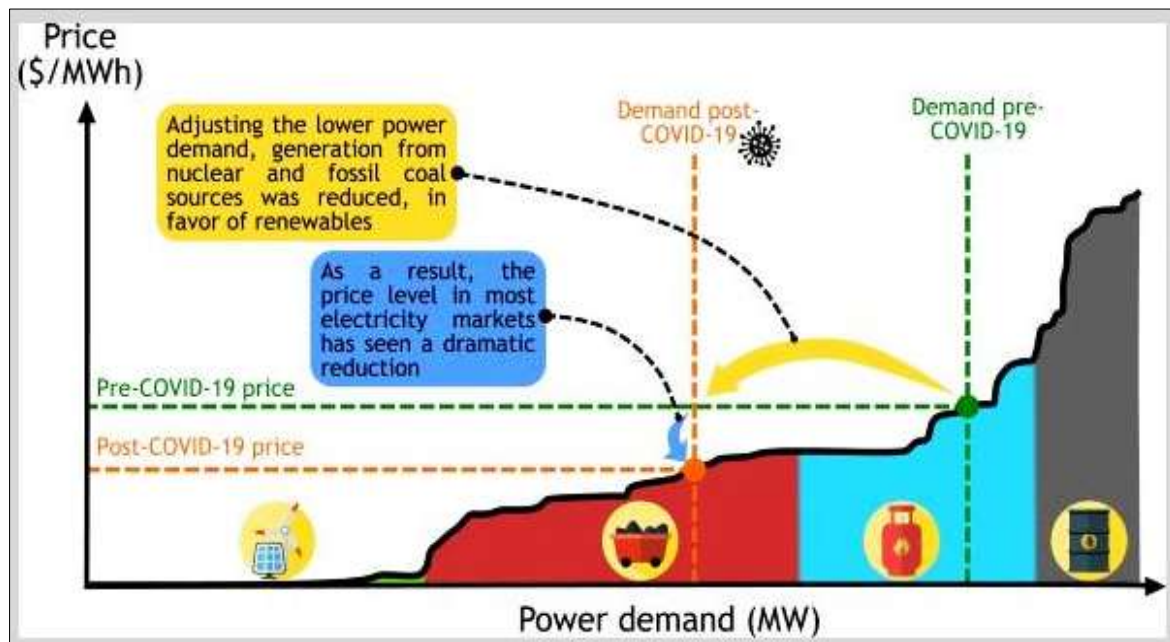 Price
($/MWh)
Adjusting the lower power
demand, generation from
nuclear and fossil coal
sources was reduced, in
favor of renewables
Demand post-
COVID-19
Demand pre-
COVID-19
As a result, the
price level in most
electricity markets
has seen a dramatic
reduction
Pre-COVID-19 price
Post-COVID-19 price
Power demand (MW)